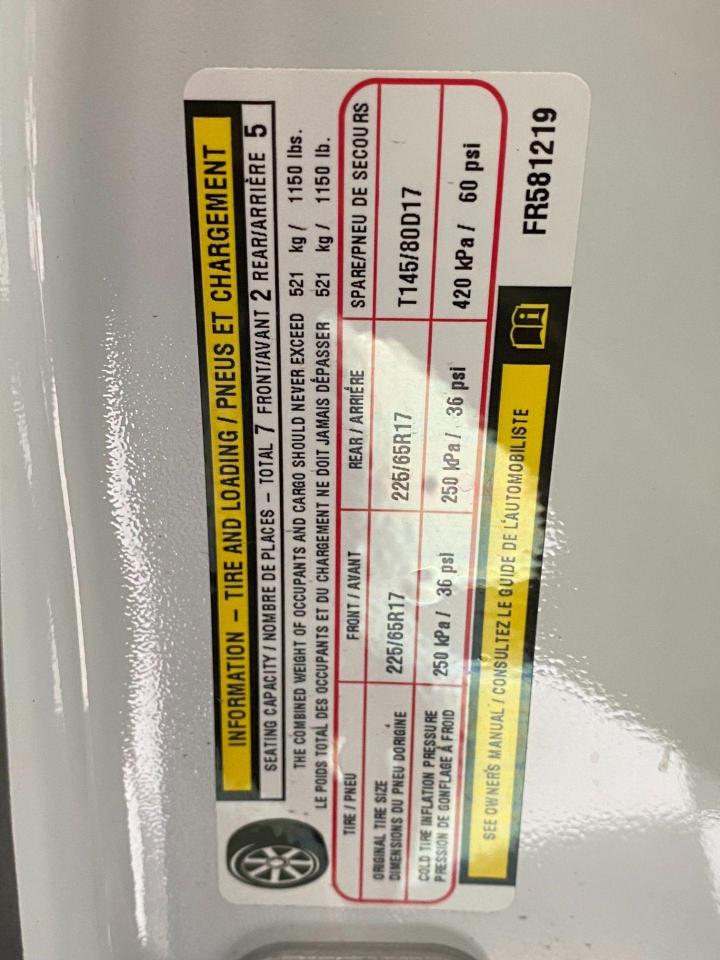 INFORMATION – TIRE AND LOADING / PNEUS ET CHARGEMENT
SEATING CAPACITY / NOMBRE DE PLACES – TOTAL 7 FRONT/AVANT 2 REAR/ARRIÈRE 5
THE COMBINED WEIGHT OF OCCUPANTS AND CARGO SHOULD NEVER EXCEED 521 kg / 1150 lbs.
LE POIDS TOTAL DES OCCUPANTS ET DU CHARGEMENT NE DOIT JAMAIS DÉPASSER 521 kg / 1150 lb.
TIRE / PNEU FRONT / AVANT REAR / ARRIÉRE SPARE/PNEU DE SECOURS
ORIGINAL TIRE SIZE
DIMENSIONS DU PNEU DORIGINE
225/65R17 225/65R17 T145/80D17
COLD TIRE INFLATION PRESSURE
PRESSION DE GONFLAGE À FROID
250 kPa / 36 psi 250 kPa / 36 psi 420 kPa / 60 psi
SEE OWNERS MANUAL / CONSULTEZ LE GUIDE DE L'AUTOMOBILISTE
FR581219